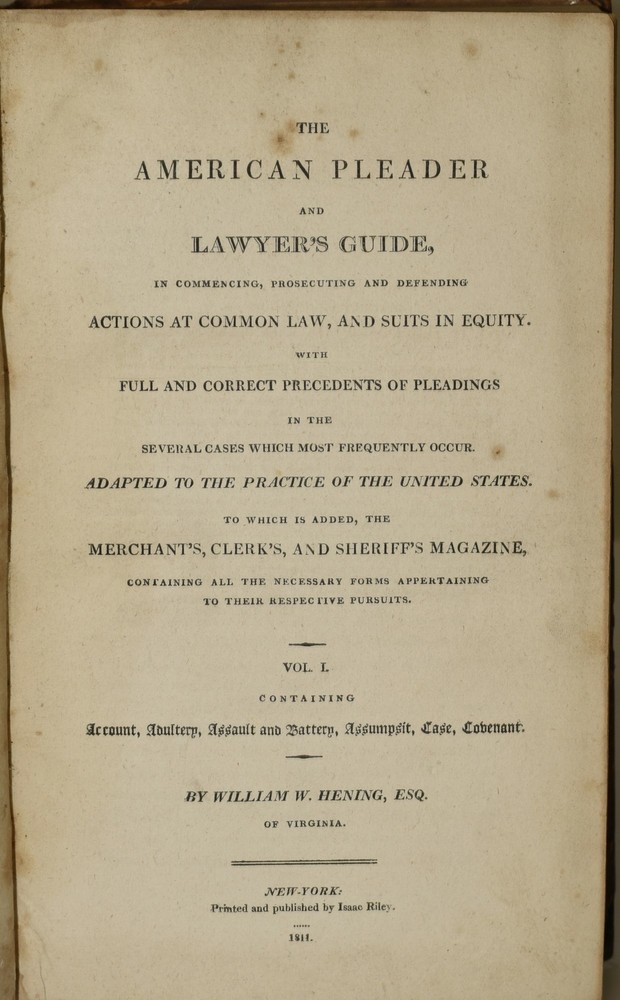 THE
AMERICAN PLEADER
AND
LAWYER'S GUIDE,
IN COMMENCING, PROSECUTING AND DEFENDING
ACTIONS AT COMMON LAW, AND SUITS IN EQUITY.
WITH
FULL AND CORRECT PRECEDENTS OF PLEADINGS
IN THE
SEVERAL CASES WHICH MOST FREQUENTLY OCCUR.
ADAPTED TO THE PRACTICE OF THE UNITED STATES.
TO WHICH IS ADDED, THE
MERCHANT'S, CLERK'S, AND SHERIFF'S MAGAZINE,
CONTAINING ALL THE NECESSARY FORMS APPERTAINING
TO THEIR RESPECTIVE PURSUITS.
VOL. I.
CONTAINING
Account, Adultery, Assault and Battery, Assumpsit, Case, Covenant.
BY WILLIAM W. HENING, ESQ.
OF VIRGINIA.
NEW-YORK:
Printed and published by Isaac Riley.
......
1811.